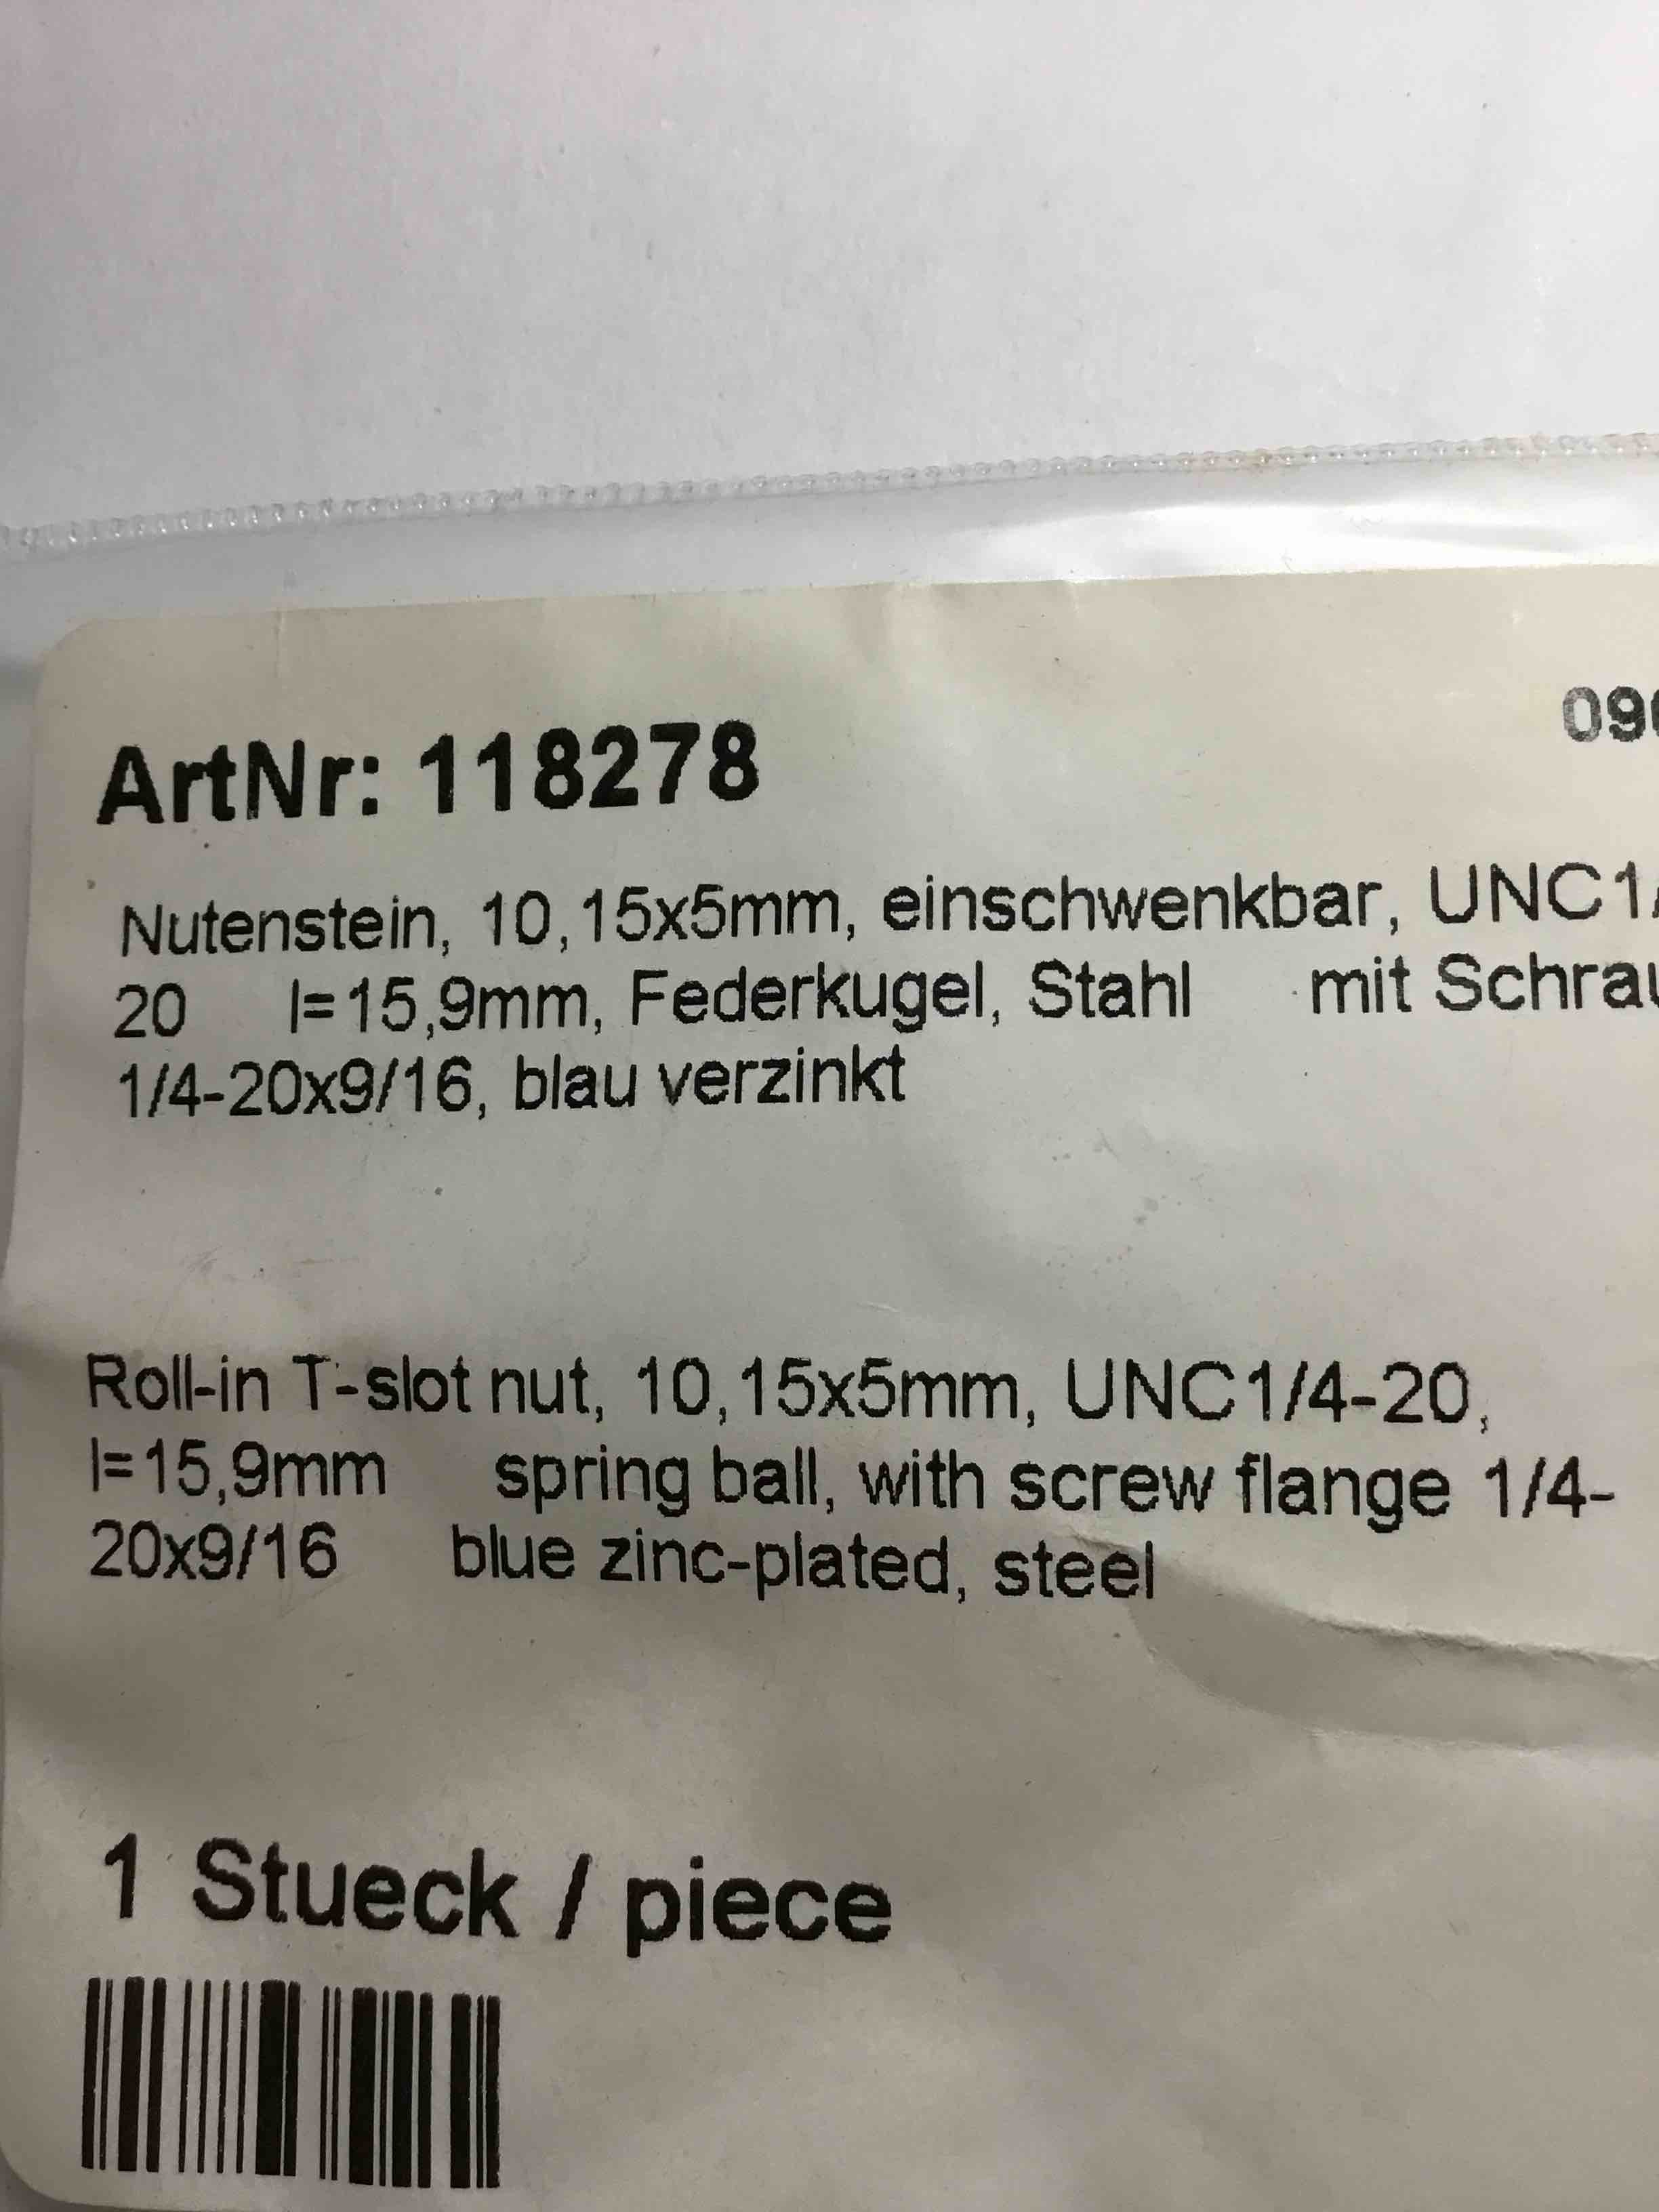 ArtNr: 118278
Nutenstein, 10,15x5mm, einschwenkbar, UNC1/
20 l=15,9mm, Federkugel, Stahl mit Schrau
1/4-20x9/16, blau verzinkt
Roll-in T-slot nut, 10,15x5mm, UNC1/4-20,
l=15,9mm spring ball, with screw flange 1/4-
20x9/16 blue zinc-plated, steel
1 Stueck / piece